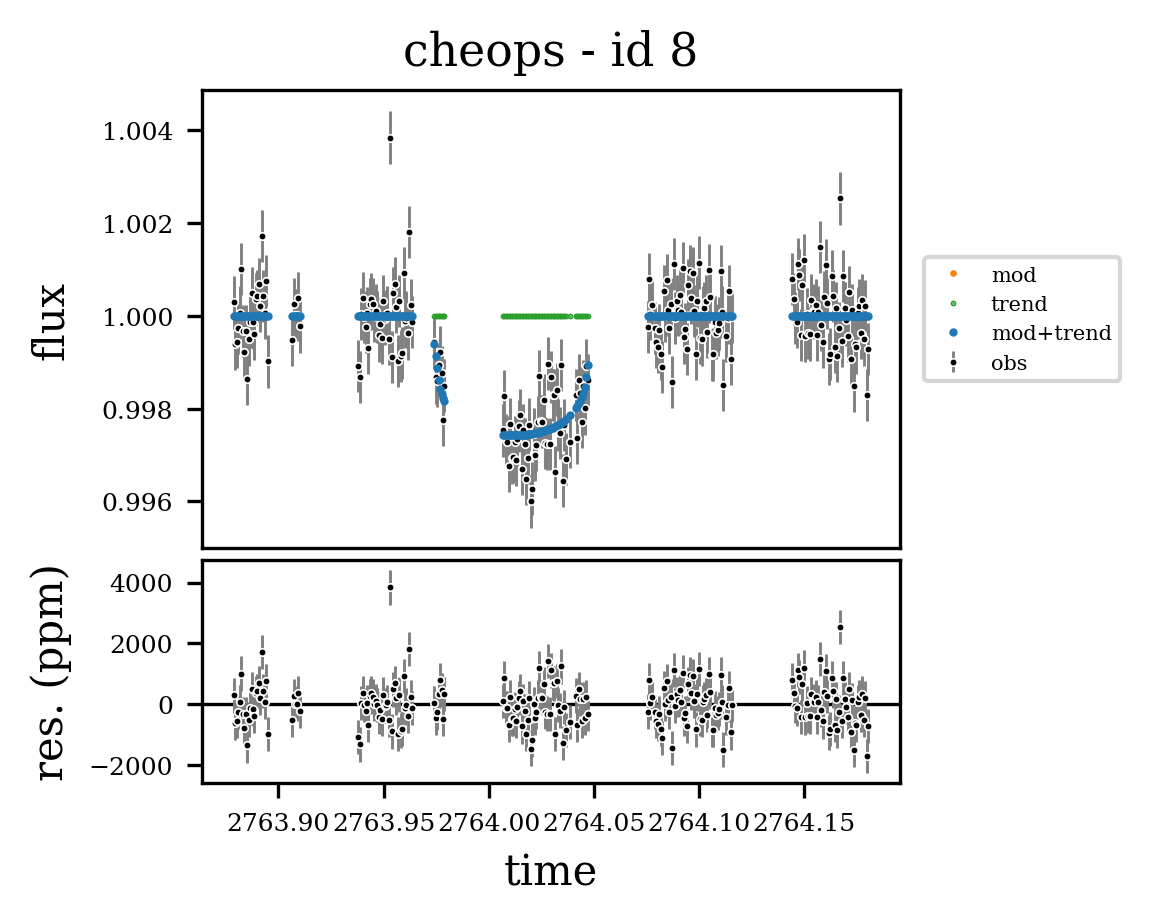 cheops - id 8
flux
1.004
1.002
1.000
0.998
0.996
mod
trend
mod+trend
obs
res. (ppm)
4000
2000
0
−2000
2763.90 2763.95 2764.00 2764.05 2764.10 2764.15
time